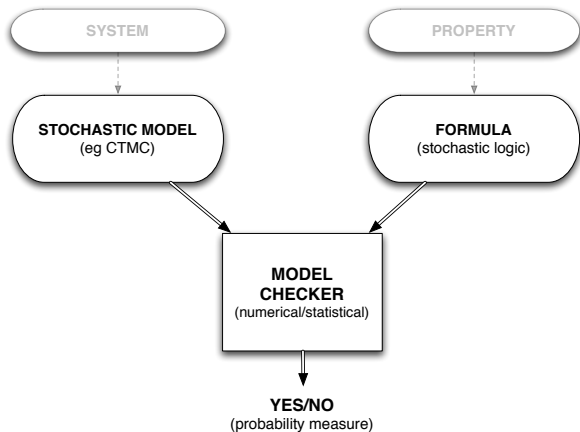 SYSTEM
PROPERTY
STOCHASTIC MODEL
(eg CTMC)
FORMULA
(stochastic logic)
MODEL
CHECKER
(numerical/statistical)
YES/NO
(probability measure)